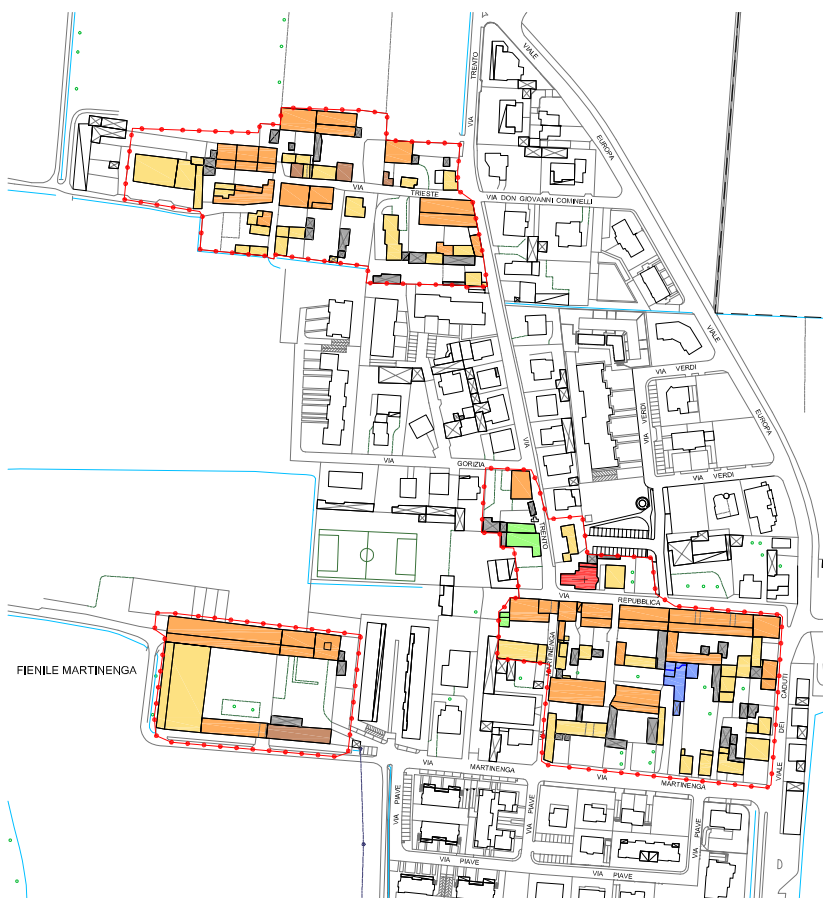 VIALE
TRENTO
VIA
EUROPA
VIA
TRIESTE
VIA DON GIOVANNI COMINELLI
VIALE
VIA VERDI
VIA VERDI
EUROPA
VIA
VIA
GORIZIA
VIA VERDI
TRENTO
VIA
REPUBBLICA
MARTINENGA
FIENILE MARTINENGA
CADUTI
DEI
VIALE
VIA
MARTINENGA
VIA
MARTINENGA
VIA PIAVE
VIA PIAVE
VIA PIAVE
VIA PIAVE
VIA PIAVE